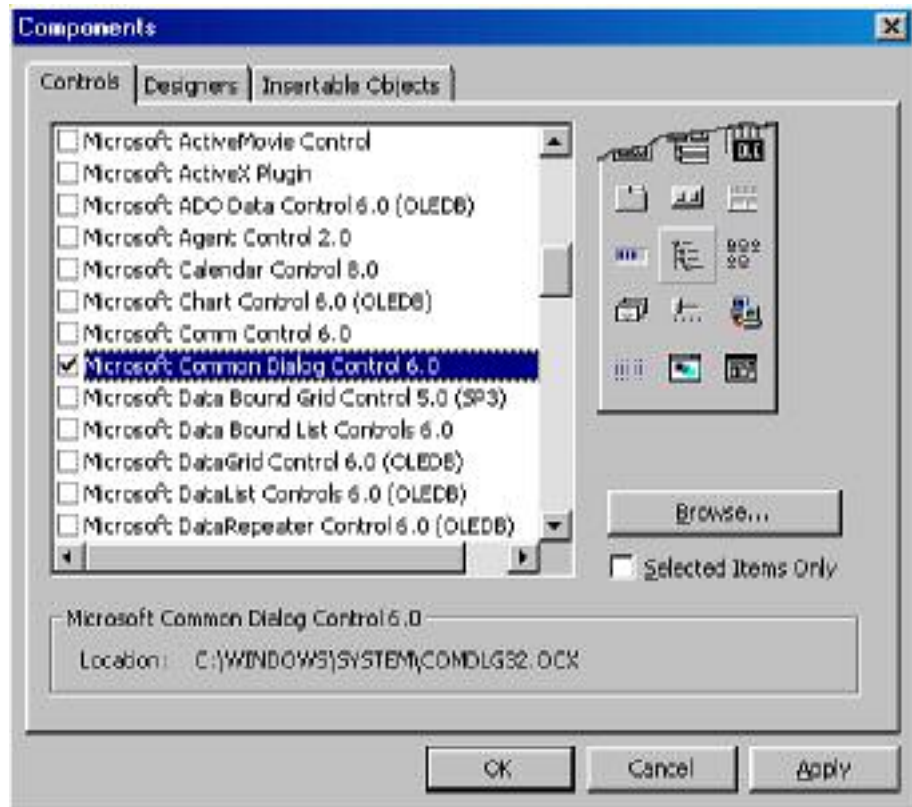 Components
Controls
Designers
Insertable Objects
Microsoft ActiveMovie Control
Microsoft ActiveX Plugin
Microsoft ADO Data Control 6.0 (OLEDB)
Microsoft Agent Control 2.0
Microsoft Calendar Control 8.0
Microsoft Chart Control 6.0 (OLEDB)
Microsoft Comm Control 6.0
Microsoft Common Dialog Control 6.0
Microsoft Data Bound Grid Control 5.0 (SP3)
Microsoft Data Bound List Controls 6.0
Microsoft DataGrid Control 6.0 (OLEDB)
Microsoft DataList Controls 6.0 (OLEDB)
Microsoft DataRepeater Control 6.0 (OLEDB)
Browse...
Selected Items Only
Microsoft Common Dialog Control 6.0
Location: C:\WINDOWS\SYSTEM\COMDLG32.OCX
OK
Cancel
Apply